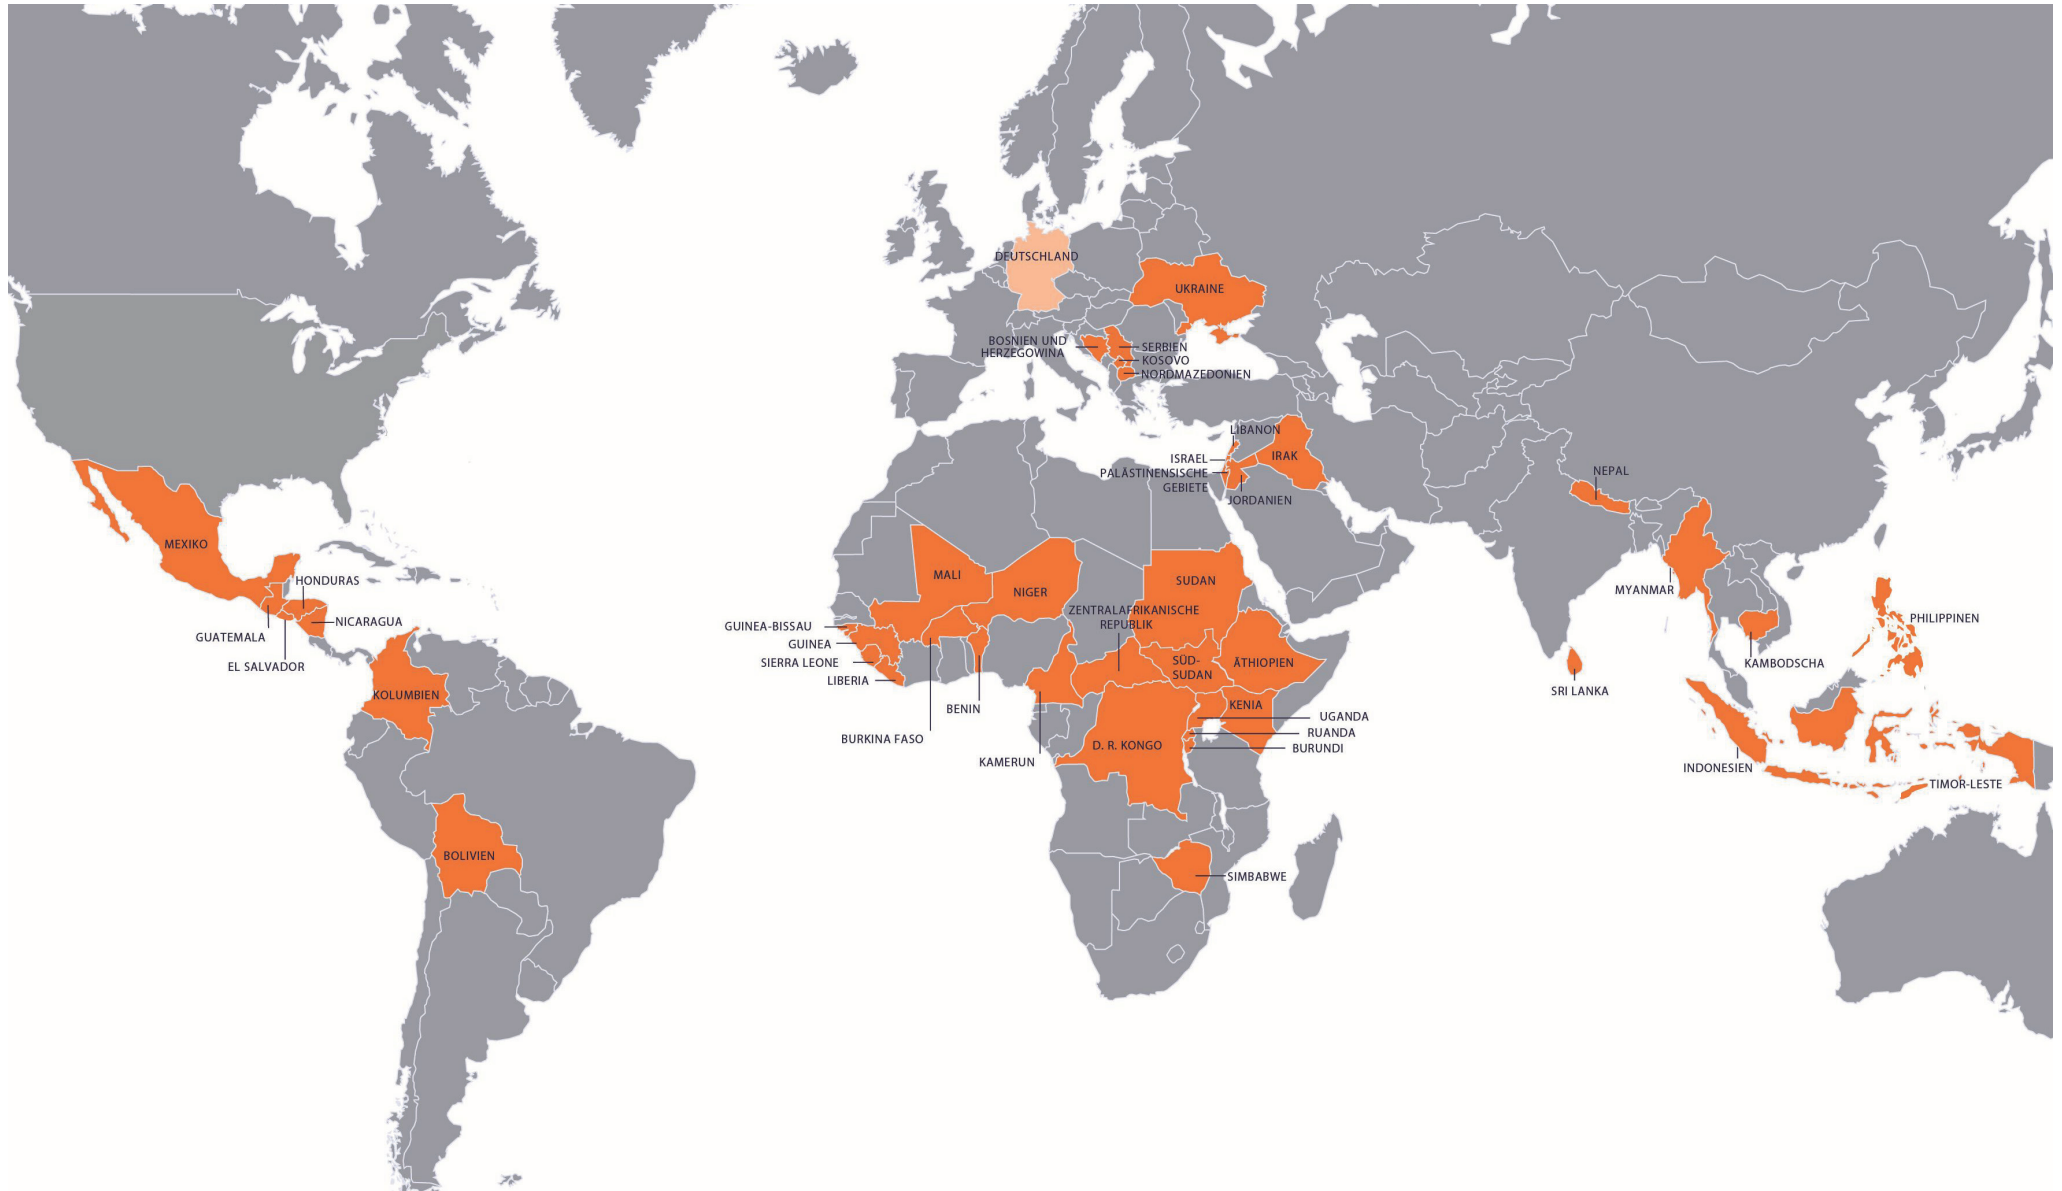 DEUTSCHLAND
UKRAINE
BOSNIEN UND
HERZEGOWINA
SERBIEN
KOSOVO
NORDMAZEDONIEN
LIBANON
ISRAEL
IRAK
PALÄSTINENSISCHE
GEBIETE
JORDANIEN
NEPAL
MEXIKO
HONDURAS
NICARAGUA
GUATEMALA
EL SALVADOR
KOLUMBIEN
BOLIVIEN
MALI
NIGER
SUDAN
ZENTRALAFRIKANISCHE
REPUBLIK
GUINEA-BISSAU
GUINEA
SIERRA LEONE
LIBERIA
BURKINA FASO
BENIN
KAMERUN
SÜD-
SUDAN
ÄTHIOPIEN
KENIA
UGANDA
RUANDA
BURUNDI
D. R. KONGO
SIMBABWE
MYANMAR
PHILIPPINEN
KAMBODSCHA
SRI LANKA
INDONESIEN
TIMOR-LESTE